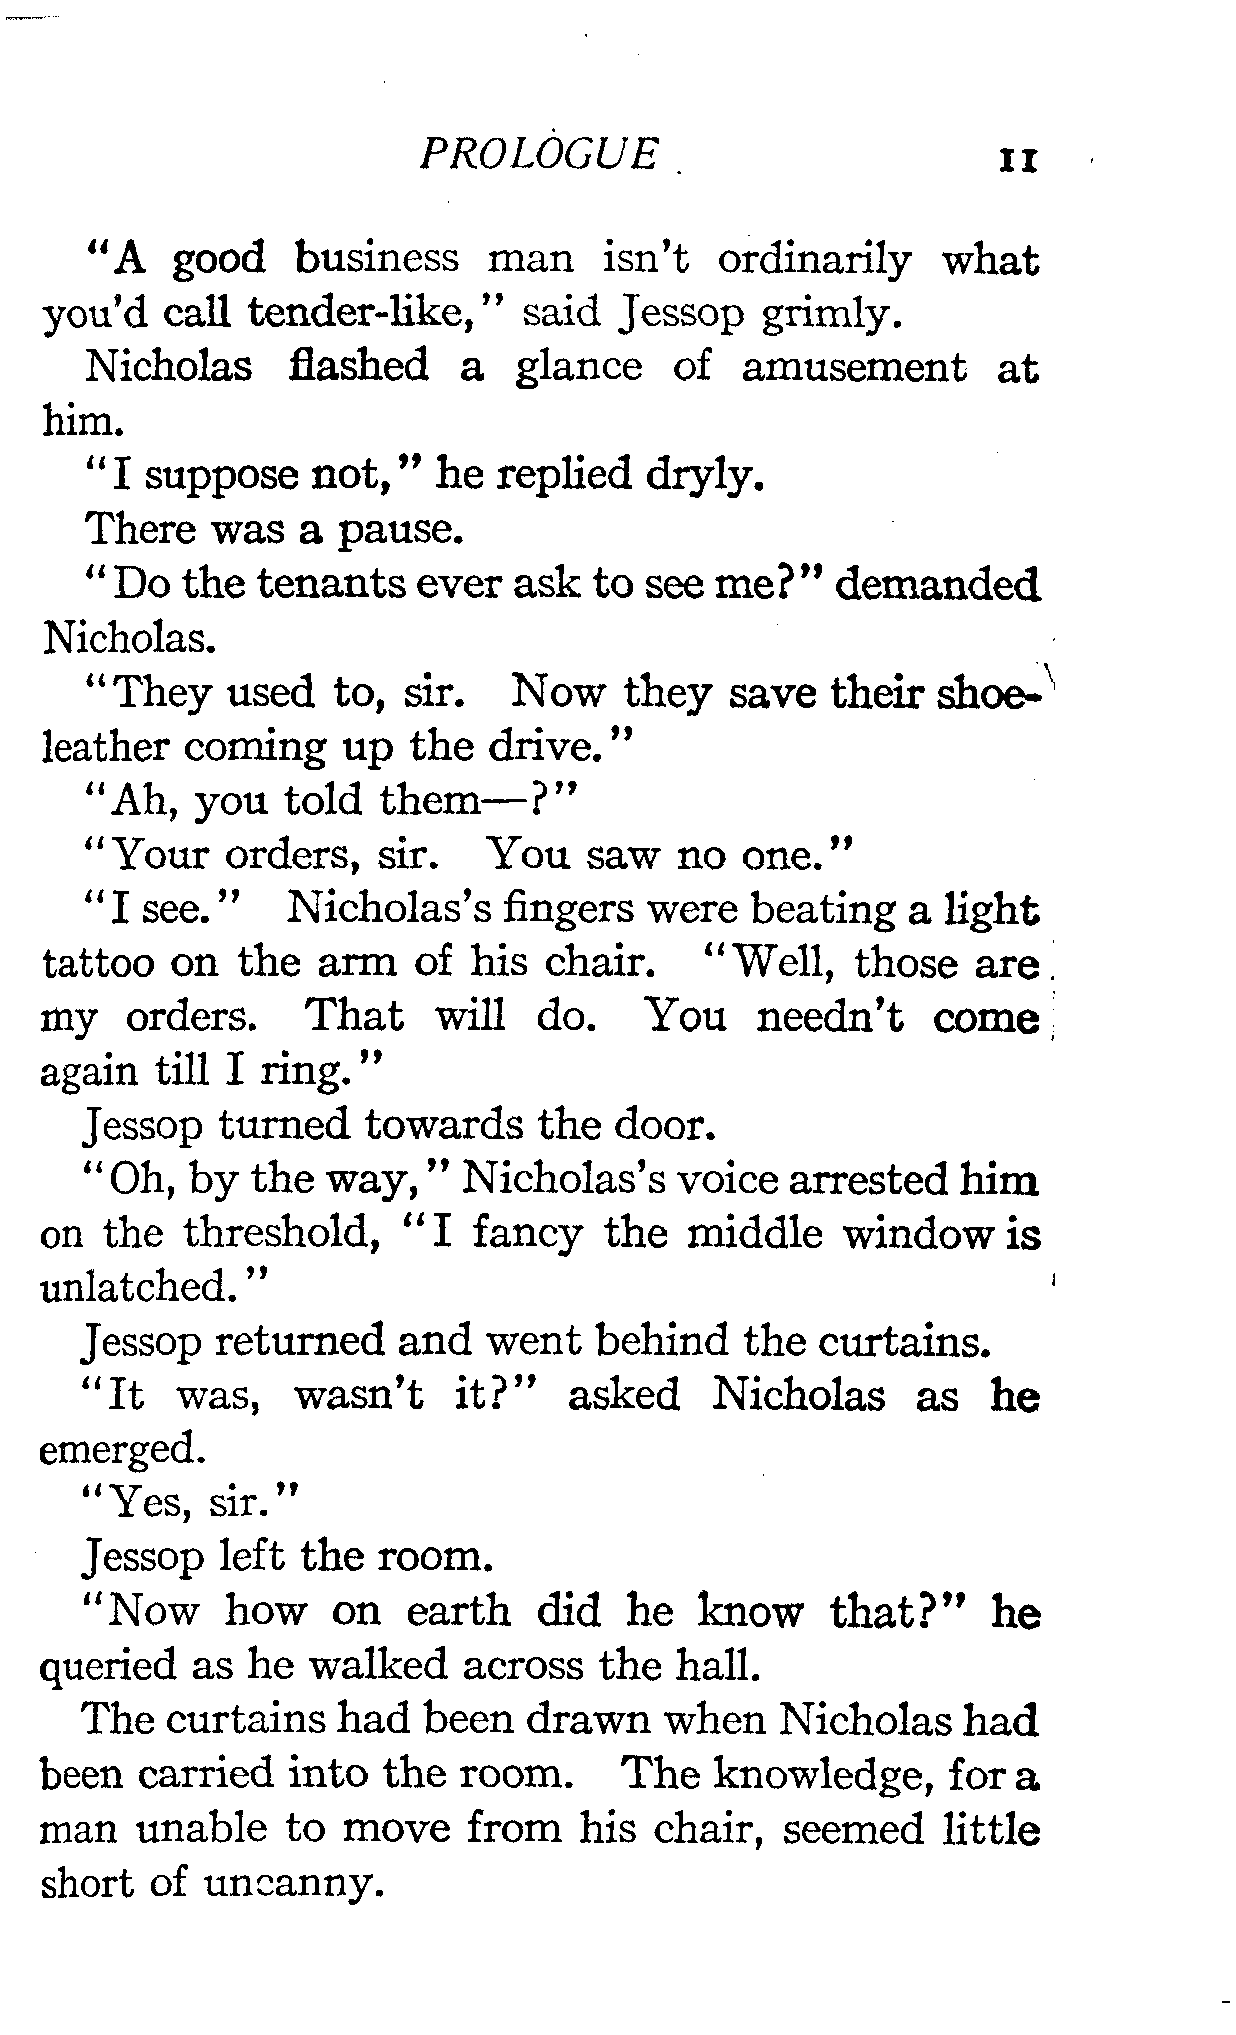 PROLOGUE 11
"A good business man isn't ordinarily what
you'd call tender-like," said Jessop grimly.
Nicholas flashed a glance of amusement at
him.
"I suppose not," he replied dryly.
There was a pause.
"Do the tenants ever ask to see me?" demanded
Nicholas.
"They used to, sir. Now they save their shoe-
leather coming up the drive."
"Ah, you told them—?"
"Your orders, sir. You saw no one."
"I see." Nicholas's fingers were beating a light
tattoo on the arm of his chair. "Well, those are
my orders. That will do. You needn't come
again till I ring."
Jessop turned towards the door.
"Oh, by the way," Nicholas's voice arrested him
on the threshold, "I fancy the middle window is
unlatched."
Jessop returned and went behind the curtains.
"It was, wasn't it?" asked Nicholas as he
emerged.
"Yes, sir."
Jessop left the room.
"Now how on earth did he know that?" he
queried as he walked across the hall.
The curtains had been drawn when Nicholas had
been carried into the room. The knowledge, for a
man unable to move from his chair, seemed little
short of uncanny.